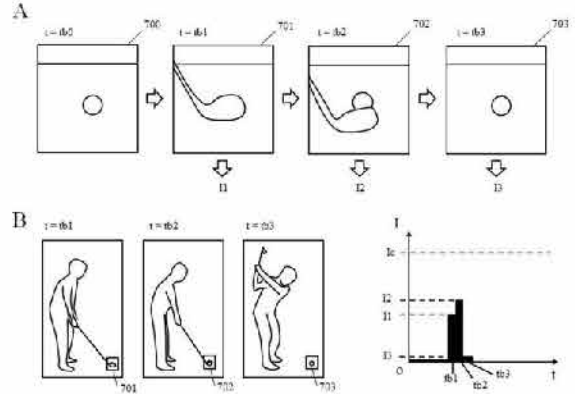 A
t = tb0 700
t = tb1 701
t = tb2 702
t = tb3 703
I1
I2
I3
B
t = tb1
t = tb2
t = tb3
701
702
703
I
Ic
I2
I1
I3
O
tb1
tb2
tb3
t